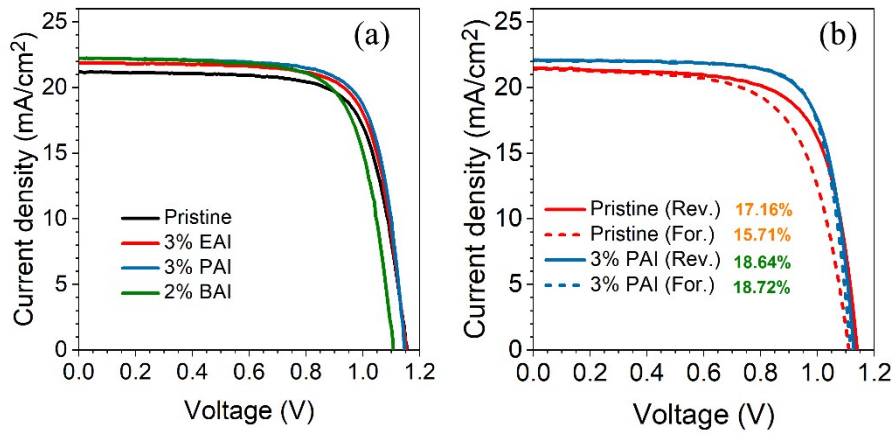 (a)
Current density (mA/cm2)
25
20
15
10
5
0
Pristine
3% EAI
3% PAI
2% BAI
0.0 0.2 0.4 0.6 0.8 1.0 1.2
Voltage (V)
(b)
Current density (mA/cm²)
25
20
15
10
5
0
Pristine (Rev.) 17.16%
Pristine (For.) 15.71%
3% PAI (Rev.) 18.64%
3% PAI (For.) 18.72%
0.0 0.2 0.4 0.6 0.8 1.0 1.2
Voltage (V)